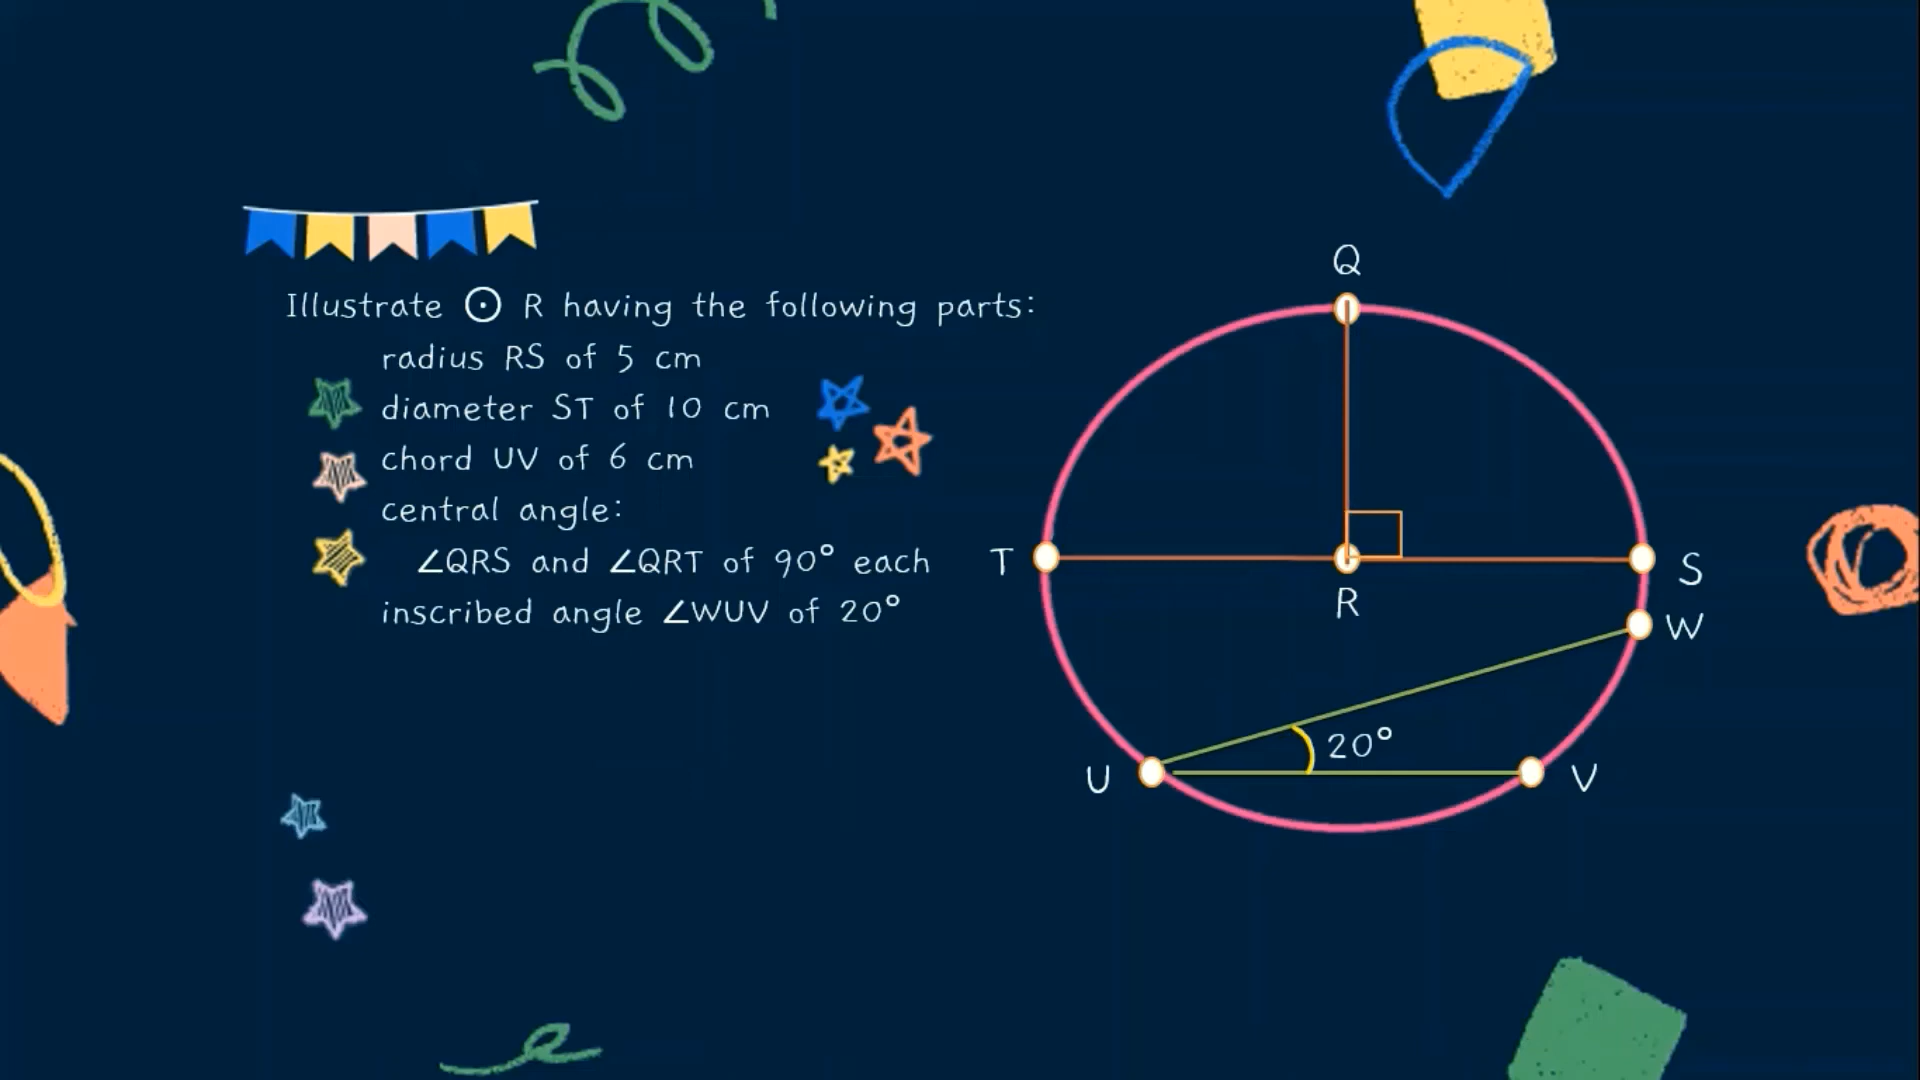 Illustrate ⊙ R having the following parts:
radius RS of 5 cm
diameter ST of 10 cm
chord UV of 6 cm
central angle:
∠QRS and ∠QRT of 90° each
inscribed angle ∠WUV of 20°
Q
T
S
R
W
20°
U
V